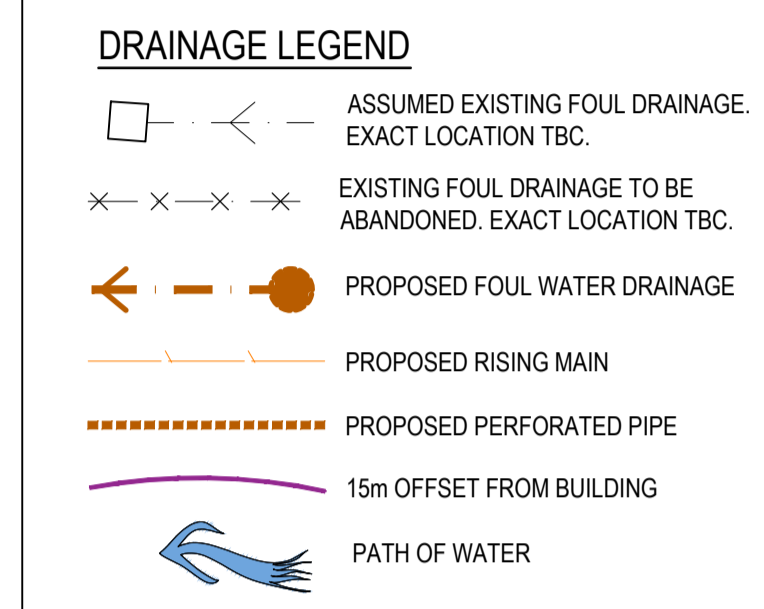 DRAINAGE LEGEND
ASSUMED EXISTING FOUL DRAINAGE.
EXACT LOCATION TBC.
EXISTING FOUL DRAINAGE TO BE
ABANDONED. EXACT LOCATION TBC.
PROPOSED FOUL WATER DRAINAGE
PROPOSED RISING MAIN
PROPOSED PERFORATED PIPE
15m OFFSET FROM BUILDING
PATH OF WATER